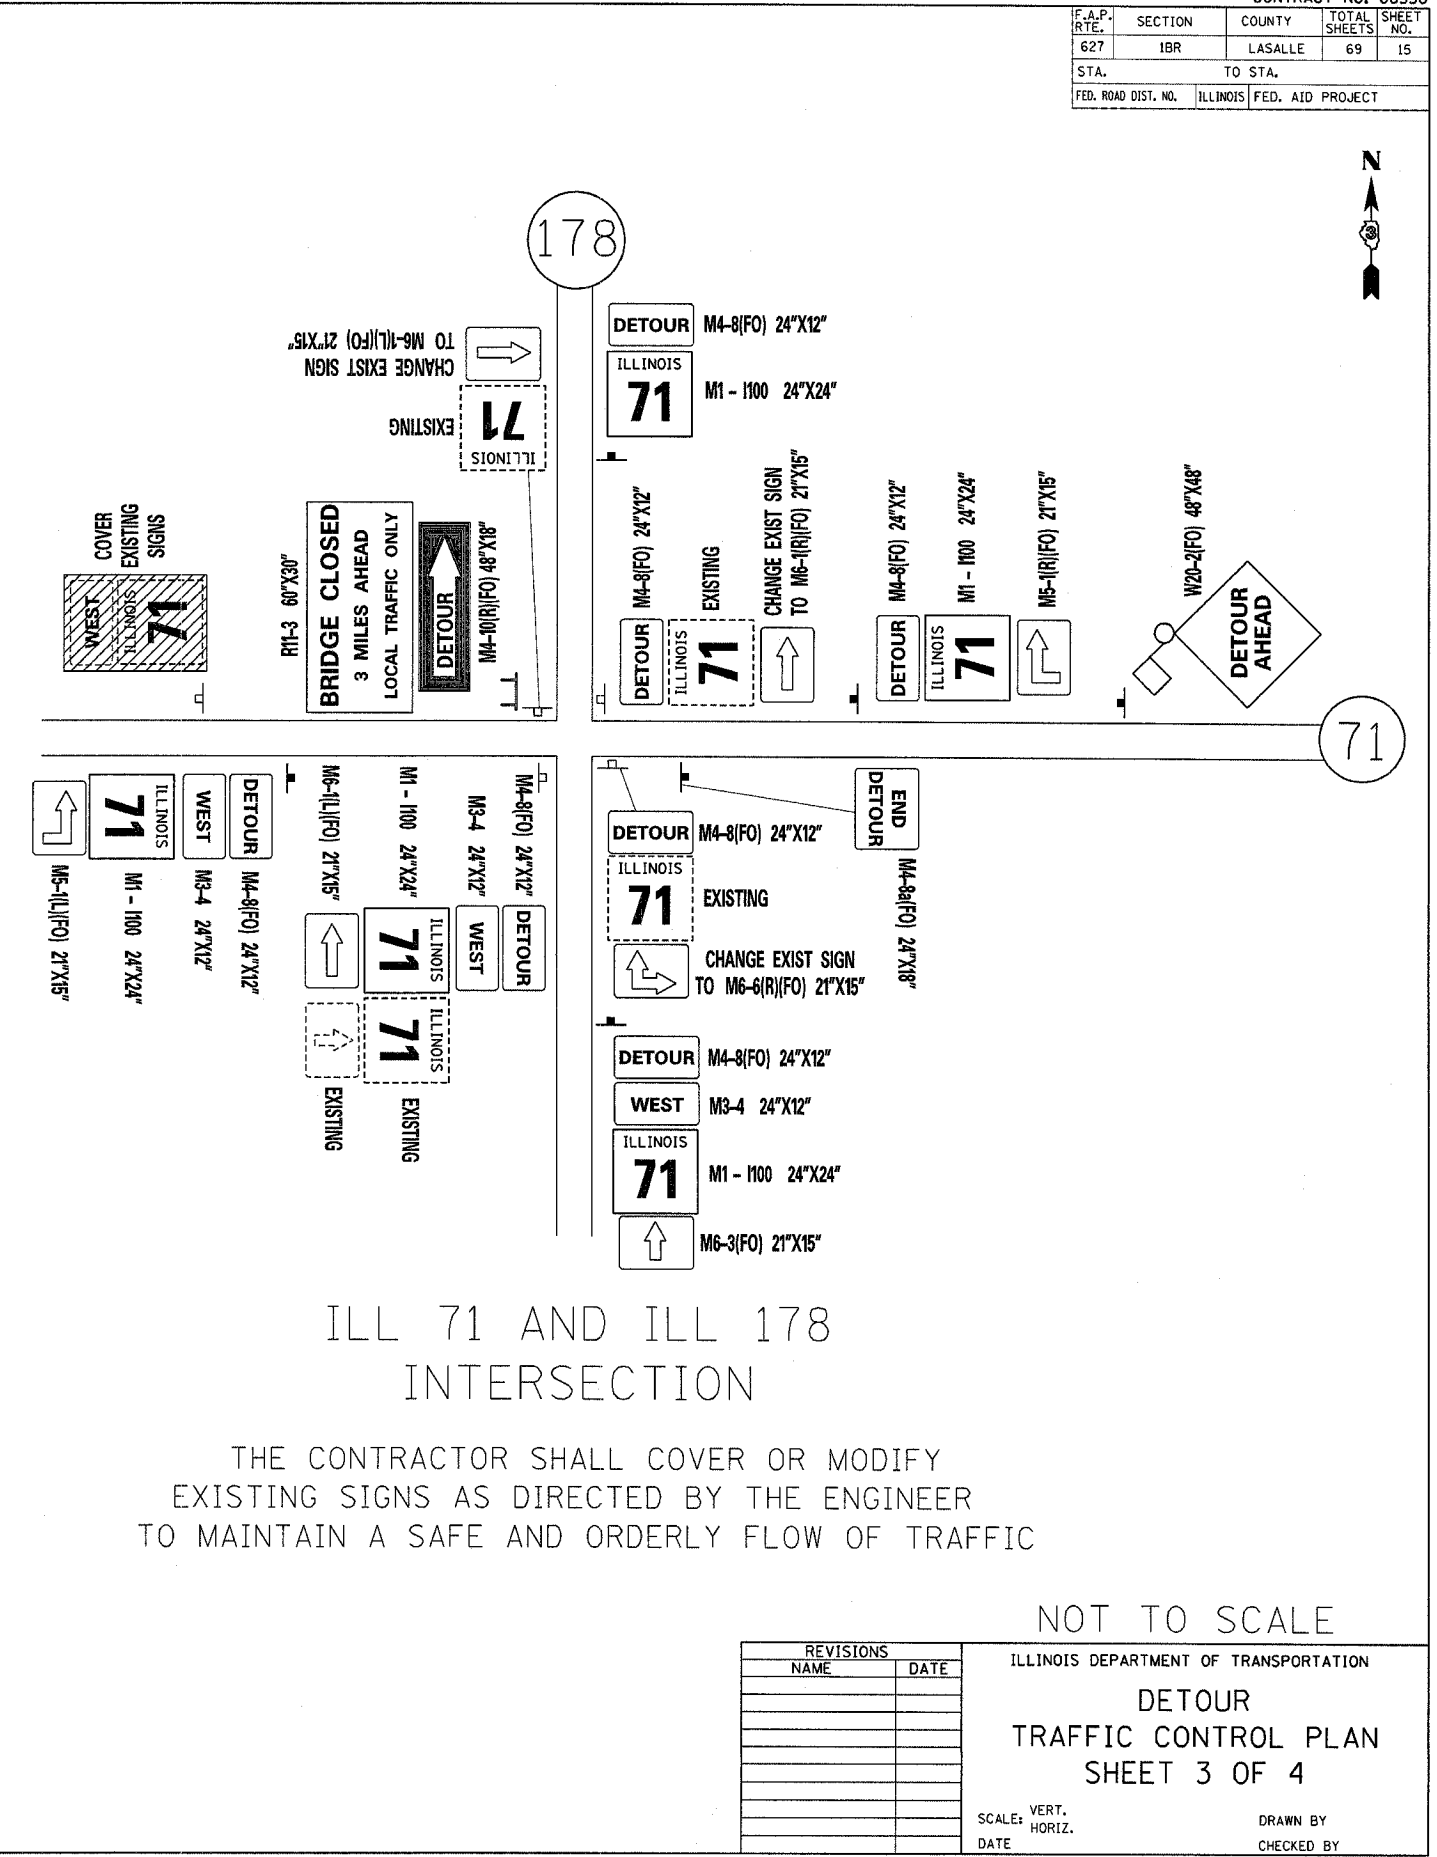 F.A.P. RTE. SECTION COUNTY TOTAL SHEETS SHEET NO.
627 1BR LASALLE 69 15
STA. TO STA.
FED. ROAD DIST. NO. ILLINOIS FED. AID PROJECT
N
178
DETOUR M4-8(FO) 24"X12"
ILLINOIS
71
M1 - I100 24"X24"
CHANGE EXIST SIGN
TO M6-1(L)(FO) 21"X15"
EXISTING
ILLINOIS
71
COVER
EXISTING
SIGNS
WEST
ILLINOIS
71
R11-3 60"X30"
BRIDGE CLOSED
3 MILES AHEAD
LOCAL TRAFFIC ONLY
DETOUR
M4-10(R)(FO) 48"X18"
M4-8(FO) 24"X12"
DETOUR
EXISTING
ILLINOIS
71
CHANGE EXIST SIGN
TO M6-1(R)(FO) 21"X15"
M4-8(FO) 24"X12"
DETOUR
M1 - I100 24"X24"
ILLINOIS
71
M5-1(R)(FO) 21"X15"
W20-2(FO) 48"X48"
DETOUR
AHEAD
71
DETOUR
M4-8(FO) 24"X12"
WEST
M3-4 24"X12"
ILLINOIS
71
M1 - I100 24"X24"
M5-1(L)(FO) 21"X15"
M4-8(FO) 24"X12"
DETOUR
M3-4 24"X12"
WEST
M1 - I100 24"X24"
ILLINOIS
71
M6-1(L)(FO) 21"X15"
ILLINOIS
71
EXISTING
EXISTING
DETOUR M4-8(FO) 24"X12"
ILLINOIS
71
EXISTING
CHANGE EXIST SIGN
TO M6-6(R)(FO) 21"X15"
END
DETOUR
M4-8a(FO) 24"X18"
DETOUR M4-8(FO) 24"X12"
WEST M3-4 24"X12"
ILLINOIS
71
M1 - I100 24"X24"
M6-3(FO) 21"X15"
ILL 71 AND ILL 178
INTERSECTION
THE CONTRACTOR SHALL COVER OR MODIFY
EXISTING SIGNS AS DIRECTED BY THE ENGINEER
TO MAINTAIN A SAFE AND ORDERLY FLOW OF TRAFFIC
NOT TO SCALE
REVISIONS
NAME DATE
ILLINOIS DEPARTMENT OF TRANSPORTATION
DETOUR
TRAFFIC CONTROL PLAN
SHEET 3 OF 4
SCALE: VERT.
HORIZ.
DATE
DRAWN BY
CHECKED BY